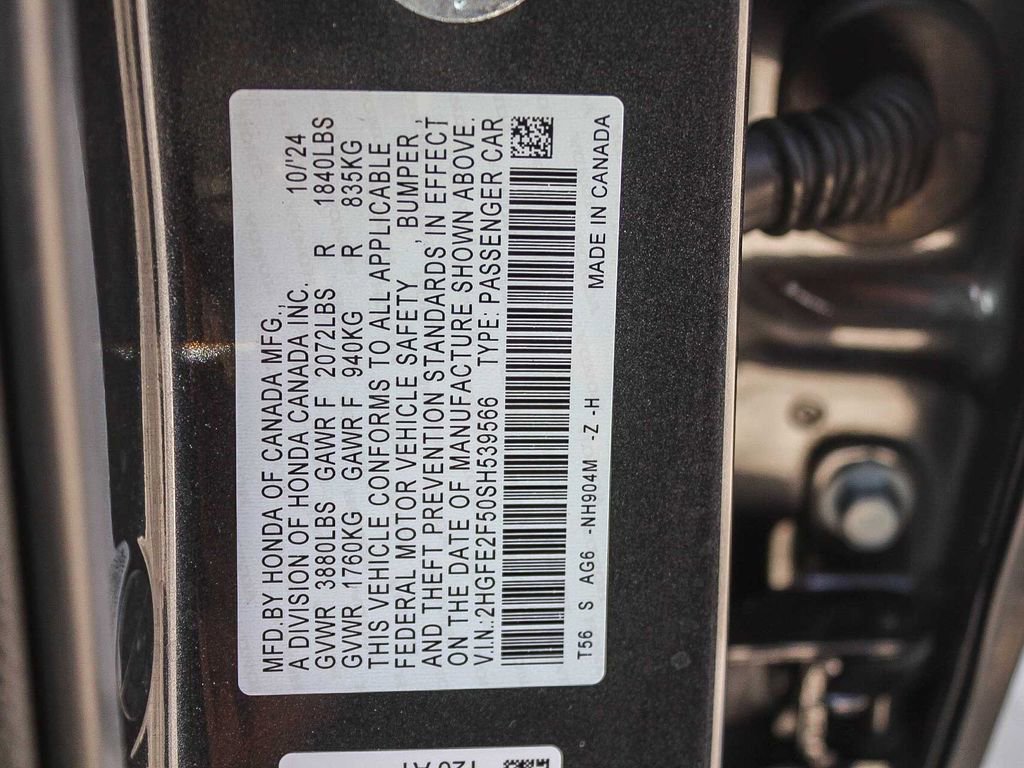 MFD.BY HONDA OF CANADA MFG.,
A DIVISION OF HONDA CANADA INC. 10/'24
GVWR 3880LBS GAWR F 2072LBS R 1840LBS
GVWR 1760KG GAWR F 940KG R 835KG
THIS VEHICLE CONFORMS TO ALL APPLICABLE
FEDERAL MOTOR VEHICLE SAFETY , BUMPER ,
AND THEFT PREVENTION STANDARDS IN EFFECT
ON THE DATE OF MANUFACTURE SHOWN ABOVE.
V.I.N.:2HGFE2F50SH539566 TYPE: PASSENGER CAR
T56 S AG6 -NH904M -Z -H MADE IN CANADA